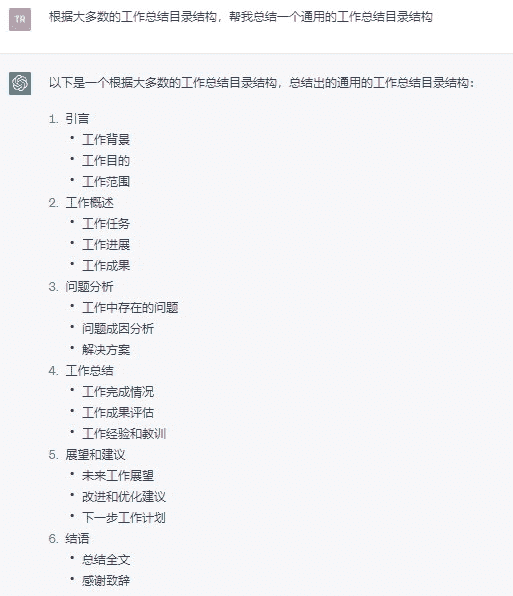 TR
根据大多数的工作总结目录结构，帮我总结一个通用的工作总结目录结构
以下是一个根据大多数的工作总结目录结构，总结出的通用的工作总结目录结构：
1. 引言
• 工作背景
• 工作目的
• 工作范围
2. 工作概述
• 工作任务
• 工作进展
• 工作成果
3. 问题分析
• 工作中存在的问题
• 问题成因分析
• 解决方案
4. 工作总结
• 工作完成情况
• 工作成果评估
• 工作经验和教训
5. 展望和建议
• 未来工作展望
• 改进和优化建议
• 下一步工作计划
6. 结语
• 总结全文
• 感谢致辞